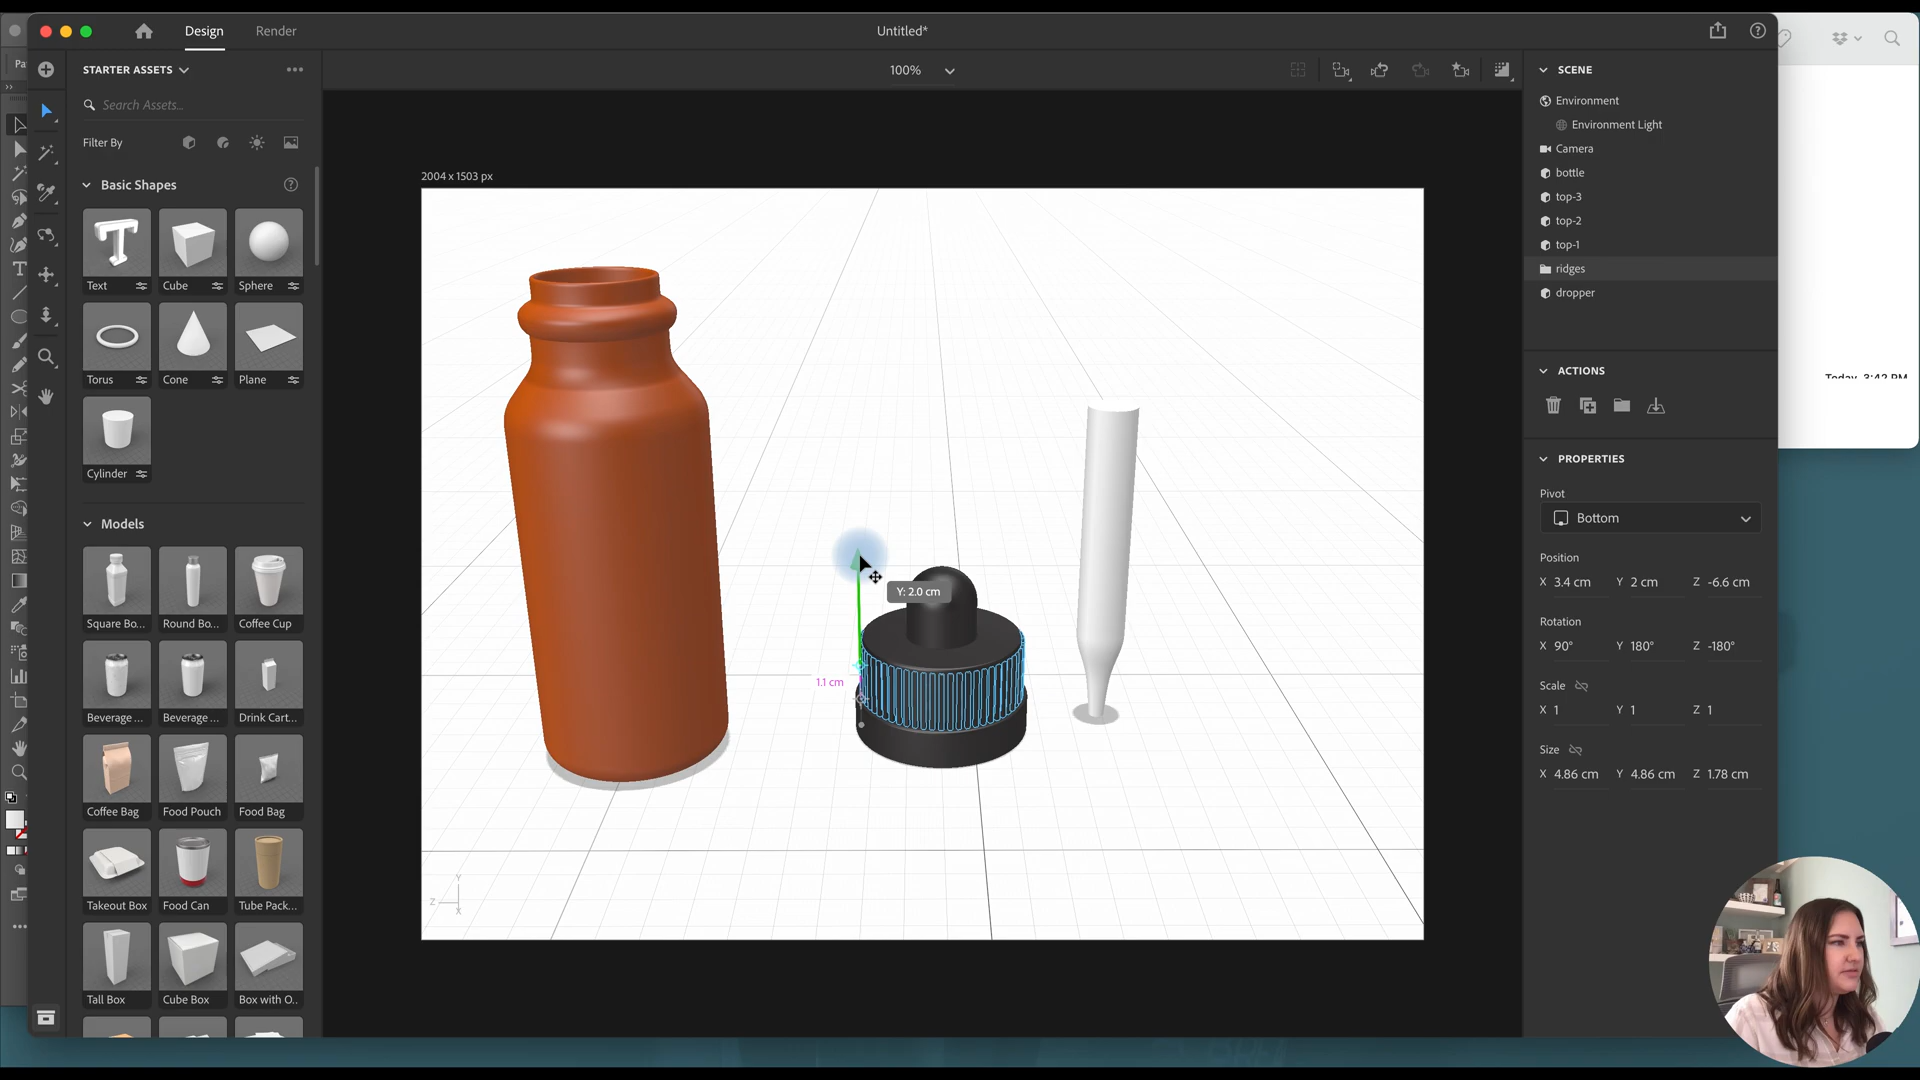 Design
Render
Untitled*
Pa
STARTER ASSETS
100%
SCENE
Search Assets...
Environment
Environment Light
Filter By
Camera
2004 x 1503 px
bottle
Basic Shapes
top-3
top-2
top-1
ridges
Text
Cube
Sphere
dropper
ACTIONS
Today, 3:42 PM
Torus
Cone
Plane
PROPERTIES
Cylinder
Pivot
Bottom
Models
Position
X 3.4 cm Y 2 cm Z -6.6 cm
Y: 2.0 cm
Square Bo...
Round Bo...
Coffee Cup
Rotation
X 90° Y 180° Z -180°
1.1 cm
Scale
X 1 Y 1 Z 1
Beverage ...
Beverage ...
Drink Cart...
Size
X 4.86 cm Y 4.86 cm Z 1.78 cm
Coffee Bag
Food Pouch
Food Bag
Takeout Box
Food Can
Tube Pack...
Y
Z
X
Tall Box
Cube Box
Box with O..